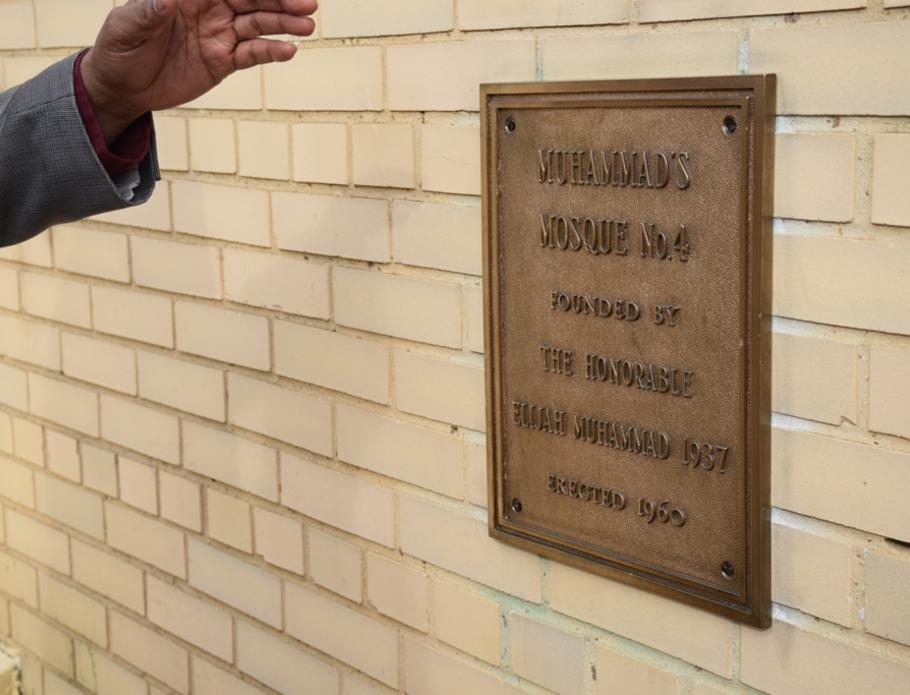 MUHAMMAD'S
MOSQUE No.4
FOUNDED BY
THE HONORABLE
ELIJAH MUHAMMAD 1937
ERECTED 1960